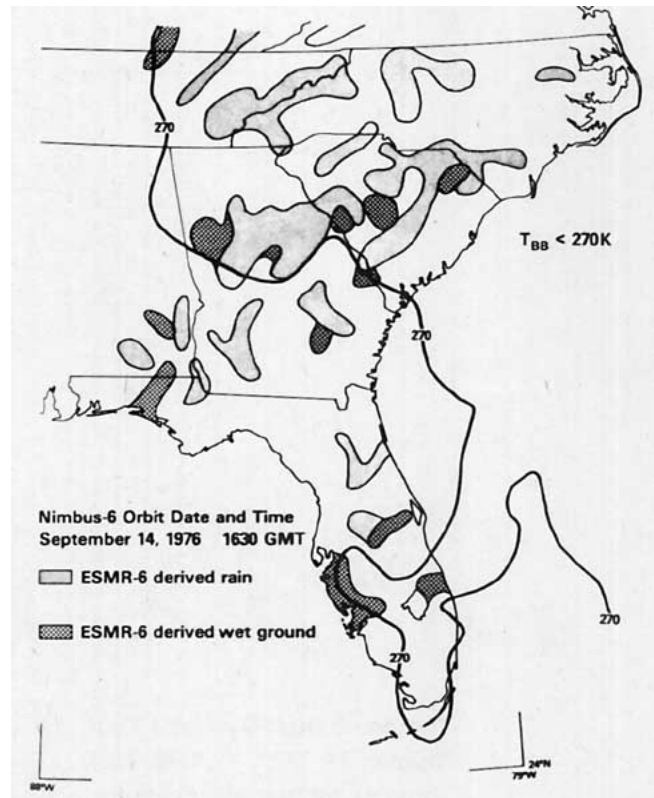 270
T_BB < 270K
270
Nimbus-6 Orbit Date and Time
September 14, 1976 1630 GMT
ESMR-6 derived rain
ESMR-6 derived wet ground
270
270
24°N
88°W
79°W